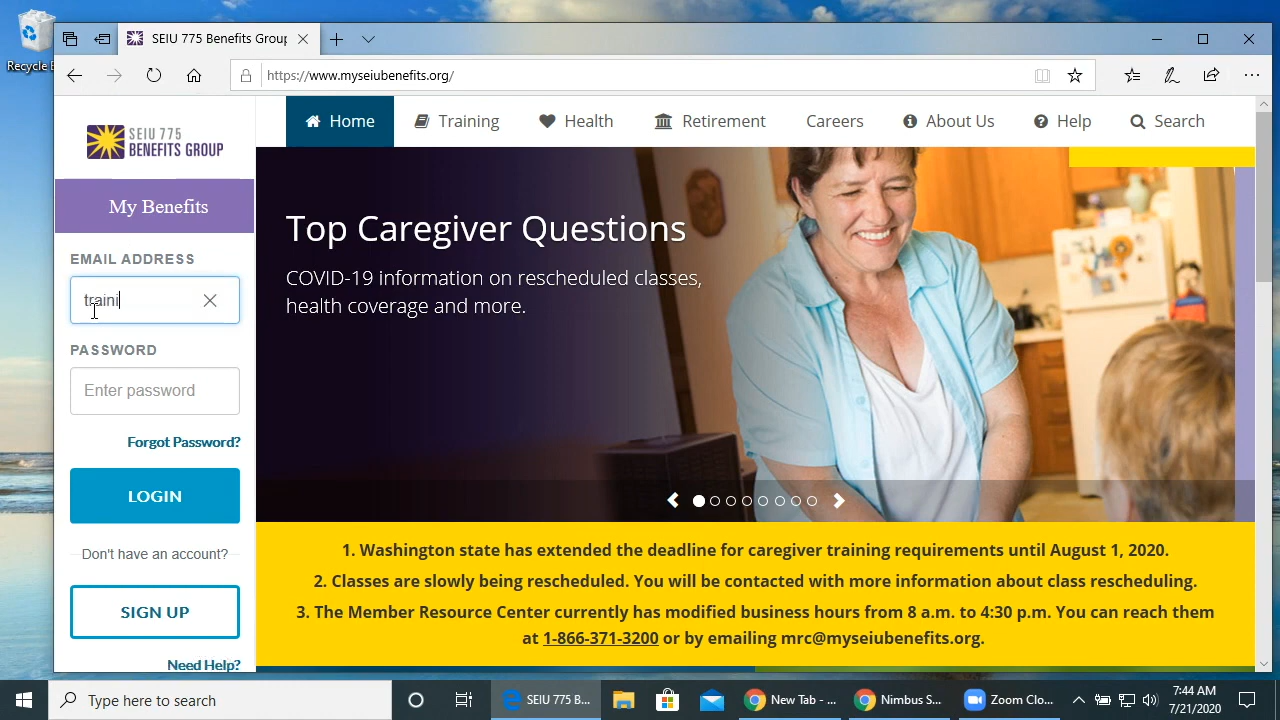 Recycle
SEIU 775 Benefits Group
https://www.myseiubenefits.org/
SEIU 775
BENEFITS GROUP
Home
Training
Health
Retirement
Careers
About Us
Help
Search
My Benefits
EMAIL ADDRESS
traini
PASSWORD
Enter password
Forgot Password?
LOGIN
Don't have an account?
SIGN UP
Need Help?
Top Caregiver Questions
COVID-19 information on rescheduled classes,
health coverage and more.
1. Washington state has extended the deadline for caregiver training requirements until August 1, 2020.
2. Classes are slowly being rescheduled. You will be contacted with more information about class rescheduling.
3. The Member Resource Center currently has modified business hours from 8 a.m. to 4:30 p.m. You can reach them
at 1-866-371-3200 or by emailing mrc@myseiubenefits.org.
Type here to search
SEIU 775 B...
New Tab - ...
Nimbus S...
Zoom Clo...
7:44 AM
7/21/2020